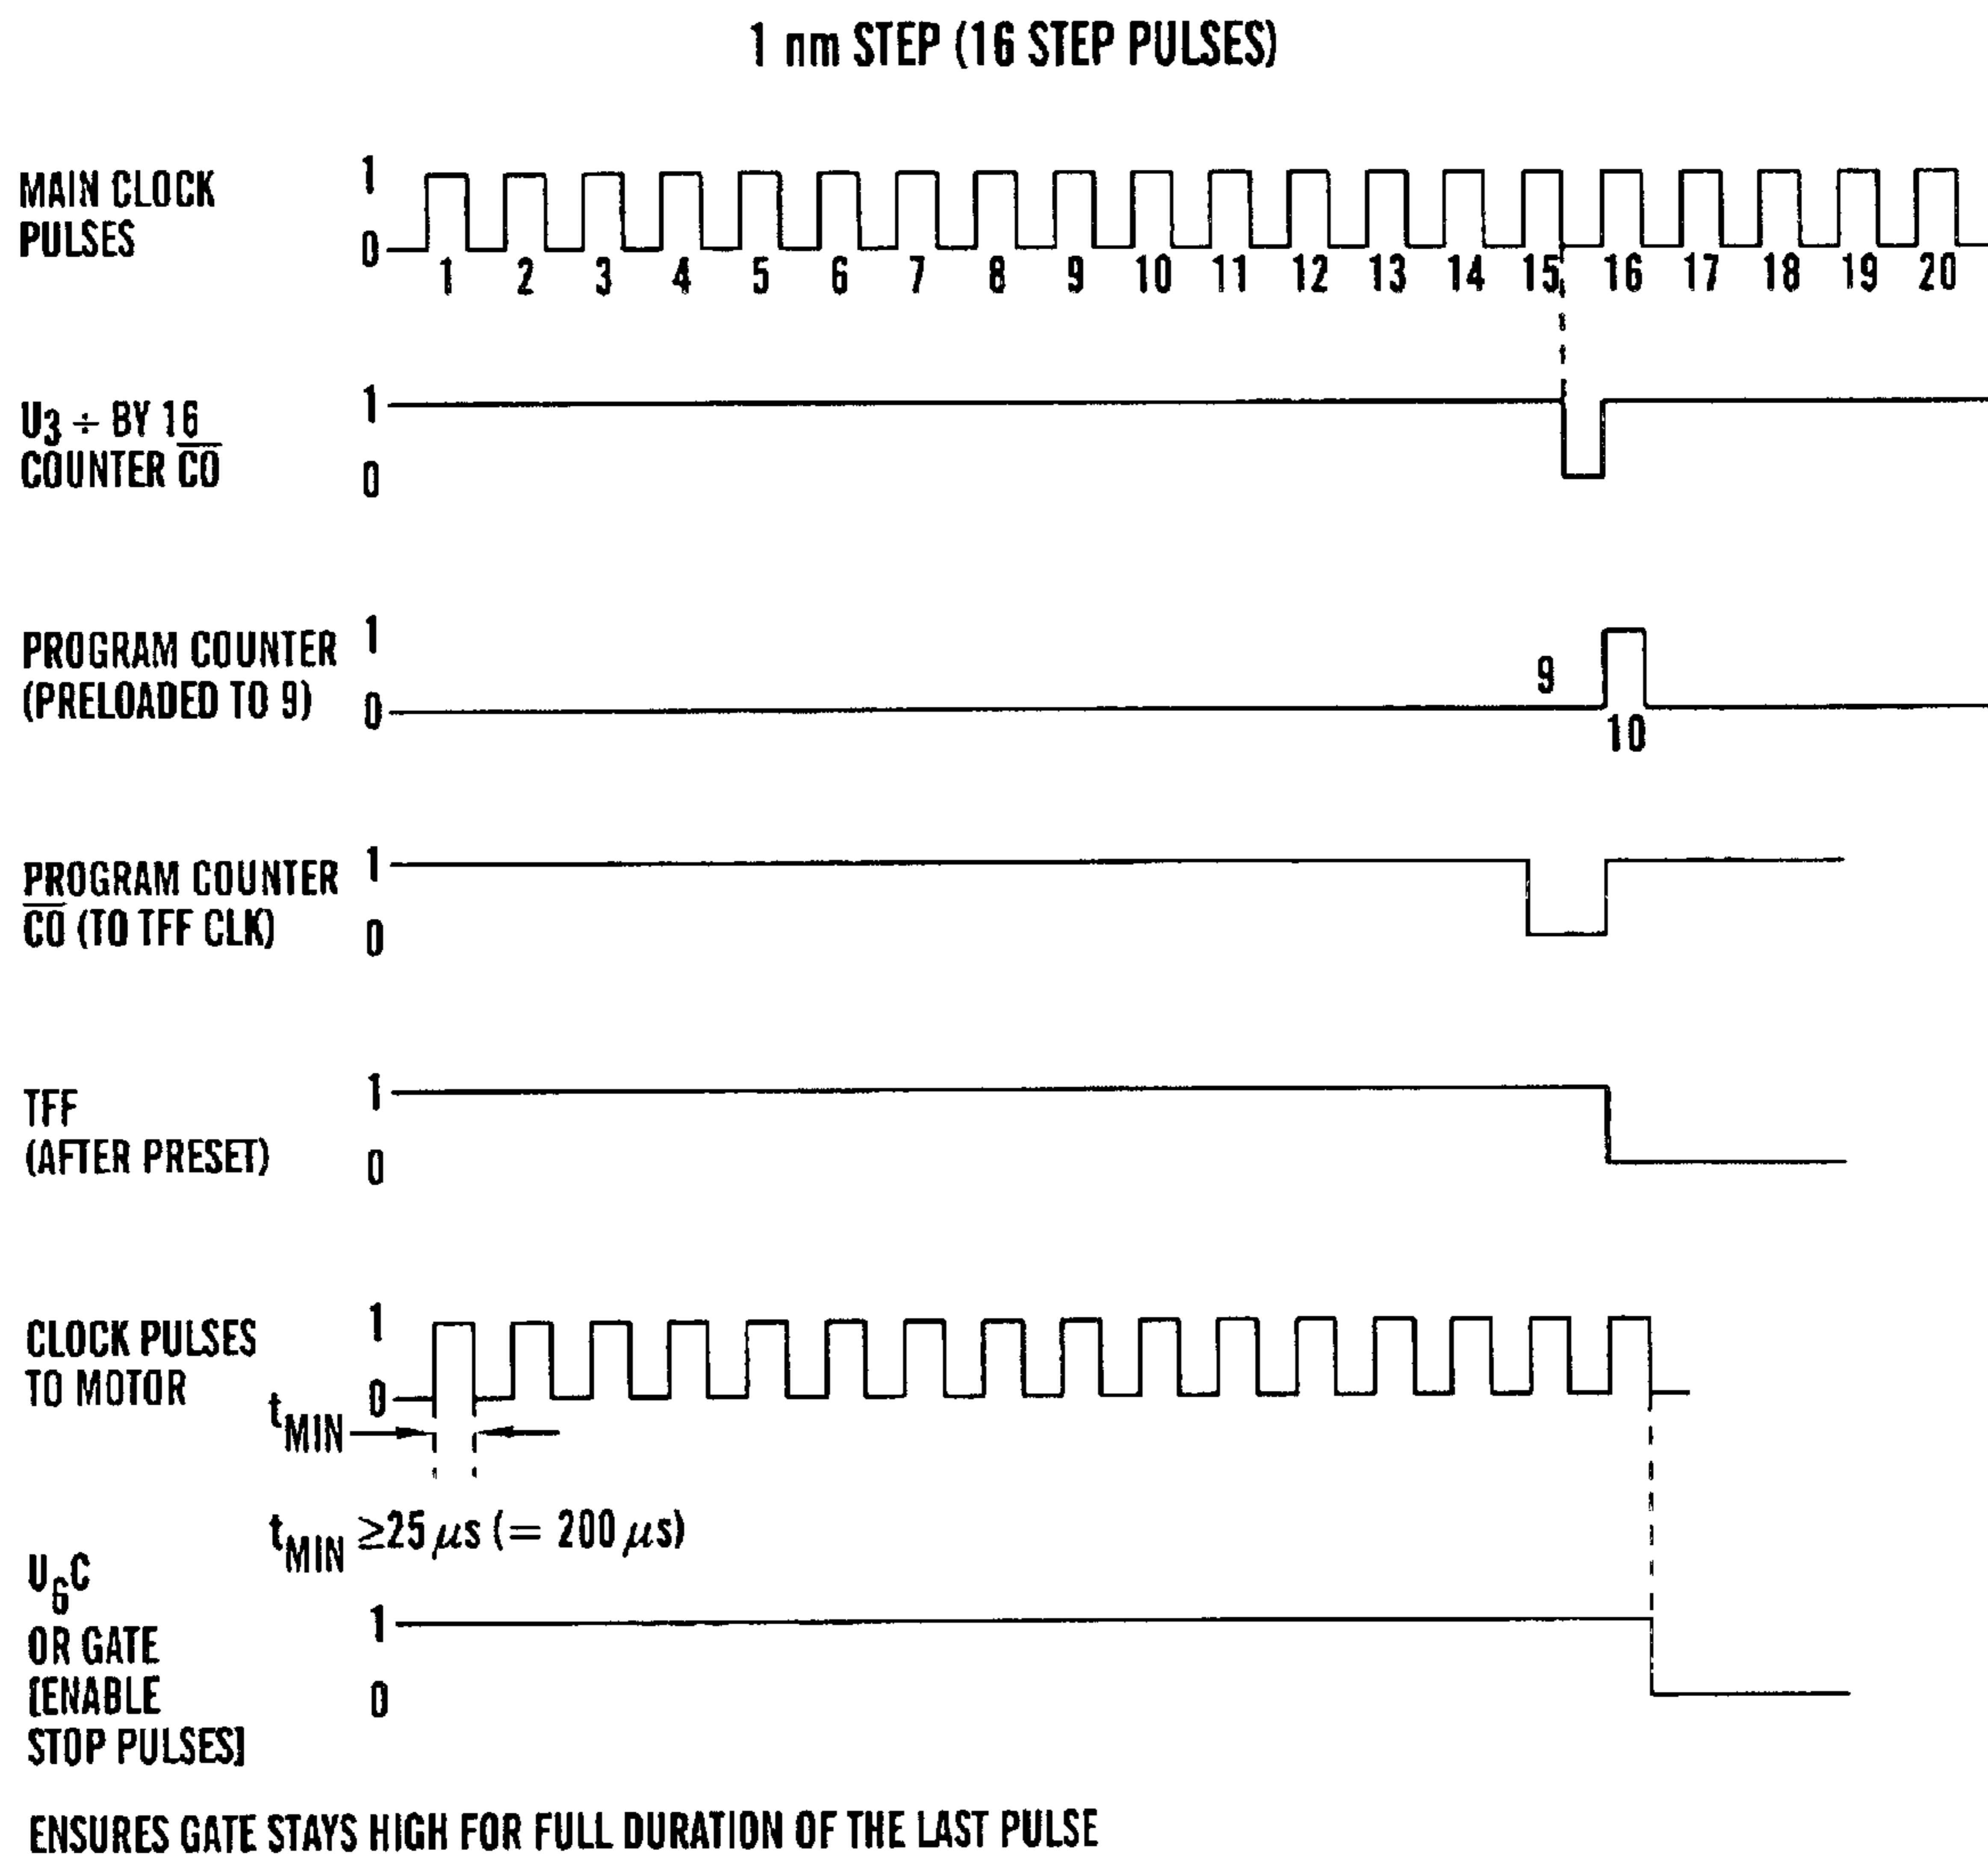 1 nm STEP (16 STEP PULSES)
MAIN CLOCK
PULSES
1
0
1 2 3 4 5 6 7 8 9 10 11 12 13 14 15 16 17 18 19 20
U3 ÷ BY 16
COUNTER C̅O̅
1
0
PROGRAM COUNTER
(PRELOADED TO 9)
1
0
9
10
PROGRAM COUNTER
C̅O̅ (TO TFF CLK)
1
0
TFF
(AFTER PRESET)
1
0
CLOCK PULSES
TO MOTOR
1
0
tMIN
tMIN ≥25 μs (= 200 μs)
U6C
OR GATE
[ENABLE
STOP PULSES]
1
0
ENSURES GATE STAYS HIGH FOR FULL DURATION OF THE LAST PULSE